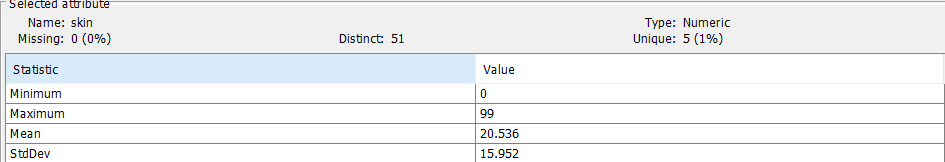 Selected attribute
Name: skin Type: Numeric
Missing: 0 (0%) Distinct: 51 Unique: 5 (1%)
Statistic Value
Minimum 0
Maximum 99
Mean 20.536
StdDev 15.952